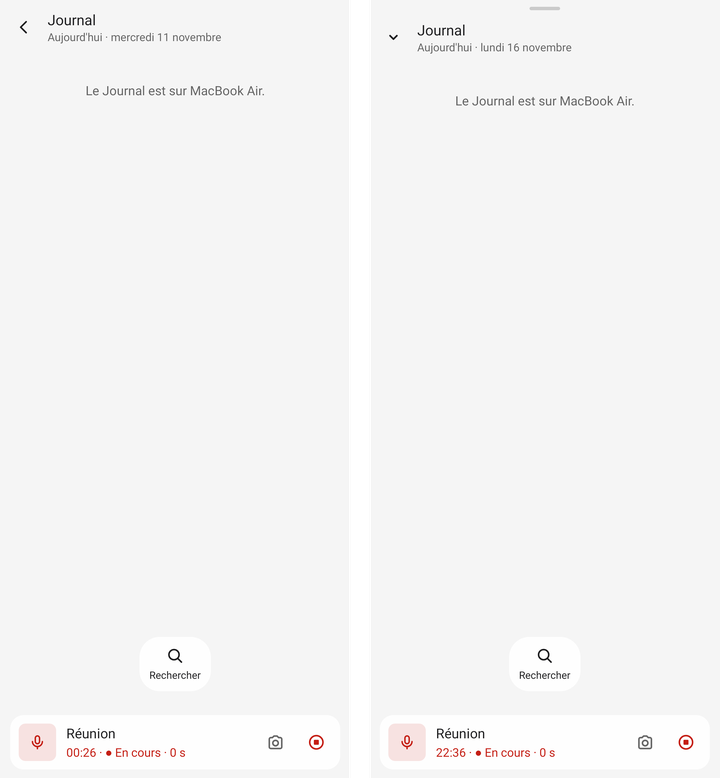 Journal
Aujourd'hui · mercredi 11 novembre
Le Journal est sur MacBook Air.
Rechercher
Réunion
00:26 · ● En cours · 0 s
Journal
Aujourd'hui · lundi 16 novembre
Le Journal est sur MacBook Air.
Rechercher
Réunion
22:36 · ● En cours · 0 s